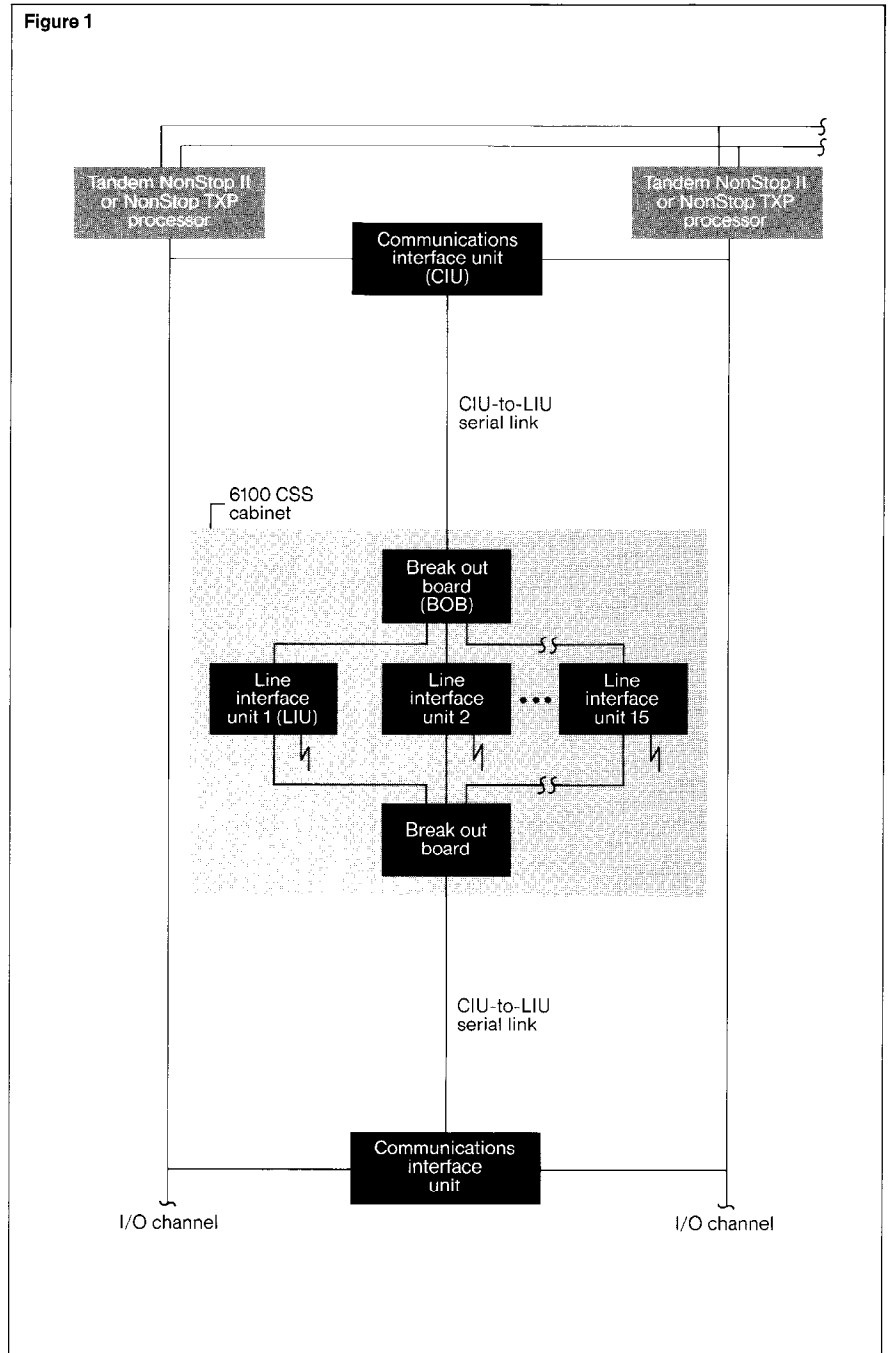 Figure 1
Tandem NonStop II
or NonStop TXP
processor
Tandem NonStop II
or NonStop TXP
processor
Communications
interface unit
(CIU)
CIU-to-LIU
serial link
6100 CSS
cabinet
Break out
board
(BOB)
Line
interface
unit 1 (LIU)
Line
interface
unit 2
Line
interface
unit 15
Break out
board
CIU-to-LIU
serial link
Communications
interface
unit
I/O channel
I/O channel